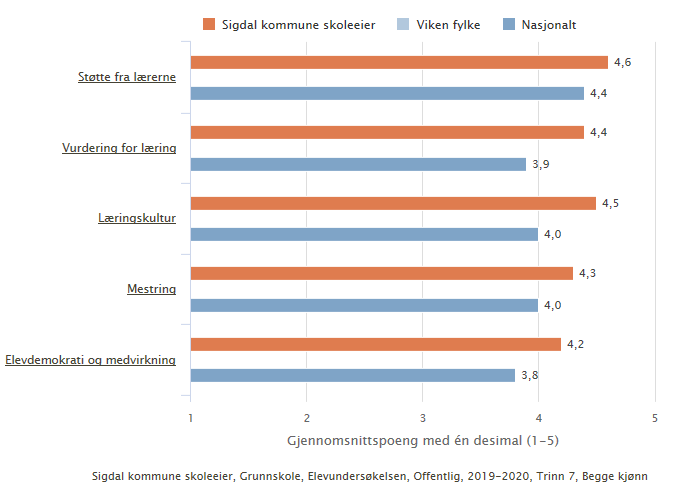 Sigdal kommune skoleeier Viken fylke Nasjonalt
Støtte fra lærerne 4,6
4,4
Vurdering for læring 4,4
3,9
Læringskultur 4,5
4,0
Mestring 4,3
4,0
Elevdemokrati og medvirkning 4,2
3,8
1 2 3 4 5
Gjennomsnittspoeng med én desimal (1-5)
Sigdal kommune skoleeier, Grunnskole, Elevundersøkelsen, Offentlig, 2019-2020, Trinn 7, Begge kjønn